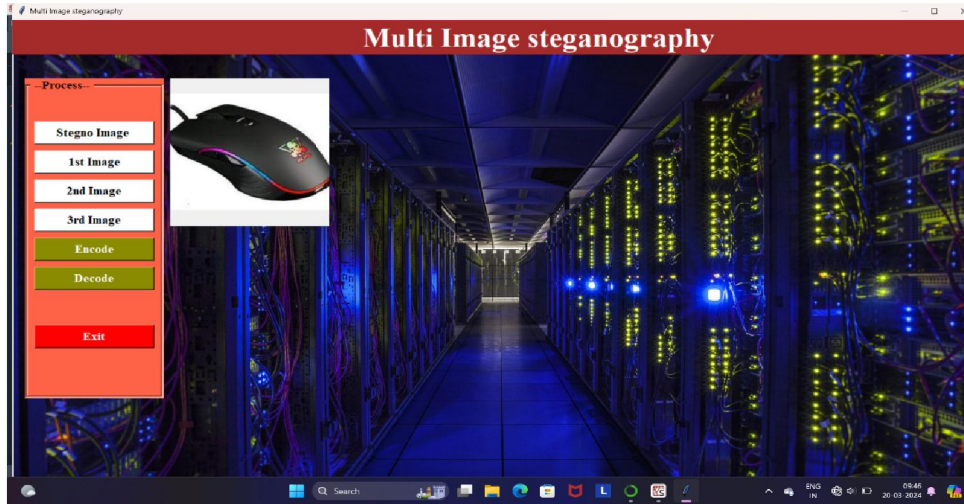 Multi Image steganography
Multi Image steganography
--Process--
Stegno Image
1st Image
2nd Image
3rd Image
Encode
Decode
Exit
Search
L
ENG
IN
09:46
20-03-2024